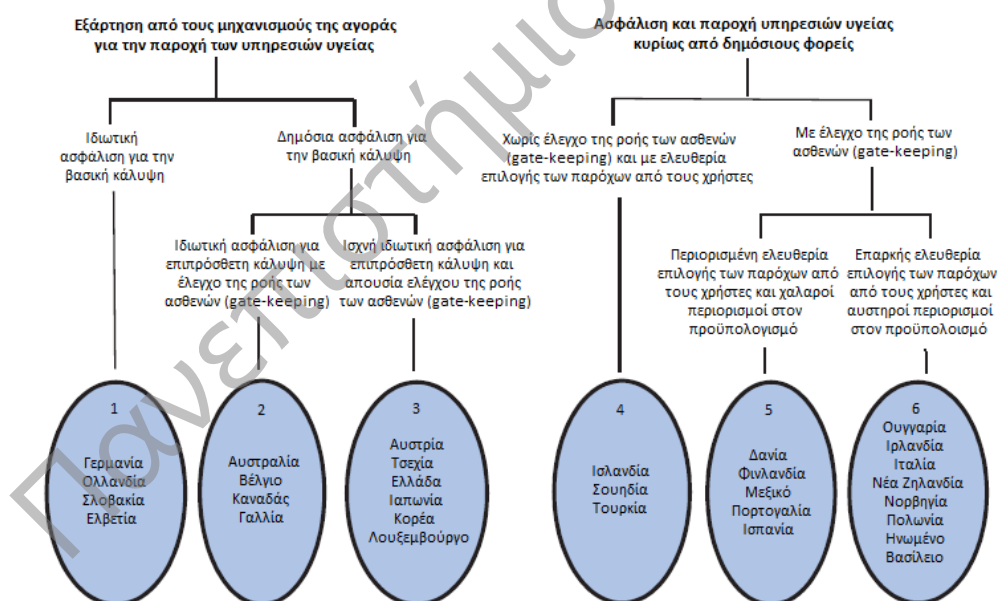 Εξάρτηση από τους μηχανισμούς της αγοράς
για την παροχή των υπηρεσιών υγείας
Ασφάλιση και παροχή υπηρεσιών υγείας
κυρίως από δημόσιους φορείς
Ιδιωτική
ασφάλιση για την
βασική κάλυψη
Δημόσια ασφάλιση για
την βασική κάλυψη
Χωρίς έλεγχο της ροής των ασθενών
(gate-keeping) και με ελευθερία
επιλογής των παρόχων από τους χρήστες
Με έλεγχο της ροής των
ασθενών (gate-keeping)
Ιδιωτική ασφάλιση για
επιπρόσθετη κάλυψη με
έλεγχο της ροής των
ασθενών (gate-keeping)
Ισχνή ιδιωτική ασφάλιση για
επιπρόσθετη κάλυψη και
απουσία ελέγχου της ροής
των ασθενών (gate-keeping)
Περιορισμένη ελευθερία
επιλογής των παρόχων από
τους χρήστες και χαλαροί
περιορισμοί στον
προϋπολογισμό
Επαρκής ελευθερία
επιλογής των παρόχων
από τους χρήστες και
αυστηροί περιορισμοί
στον προϋπολοισμό
1
Γερμανία
Ολλανδία
Σλοβακία
Ελβετία
2
Αυστραλία
Βέλγιο
Καναδάς
Γαλλία
3
Αυστρία
Τσεχία
Ελλάδα
Ιαπωνία
Κορέα
Λουξεμβούργο
4
Ισλανδία
Σουηδία
Τουρκία
5
Δανία
Φινλανδία
Μεξικό
Πορτογαλία
Ισπανία
6
Ουγγαρία
Ιρλανδία
Ιταλία
Νέα Ζηλανδία
Νορβηγία
Πολωνία
Ηνωμένο
Βασίλειο
Πανεπιστήμιο